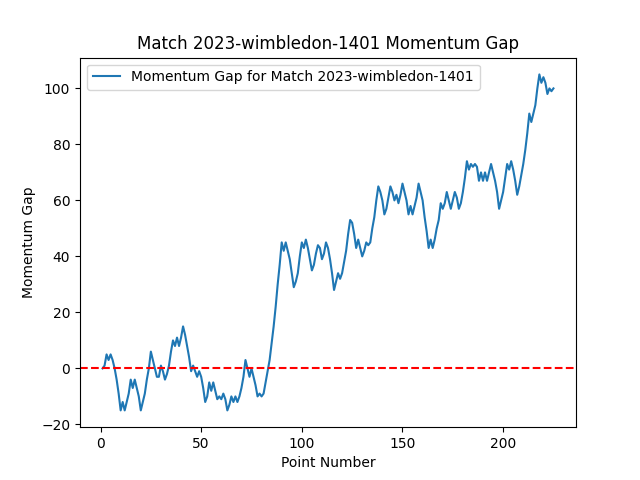 Match 2023-wimbledon-1401 Momentum Gap
Momentum Gap for Match 2023-wimbledon-1401
100
80
60
40
20
0
−20
Momentum Gap
0 50 100 150 200
Point Number